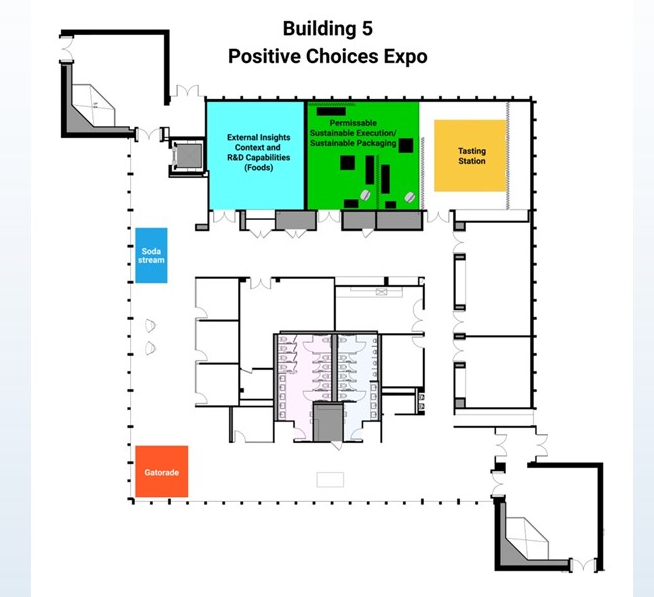 Building 5
Positive Choices Expo
External Insights
Context and
R&D Capabilities
(Foods)
Permissable
Sustainable Execution/
Sustainable Packaging
Tasting
Station
Soda
stream
Gatorade